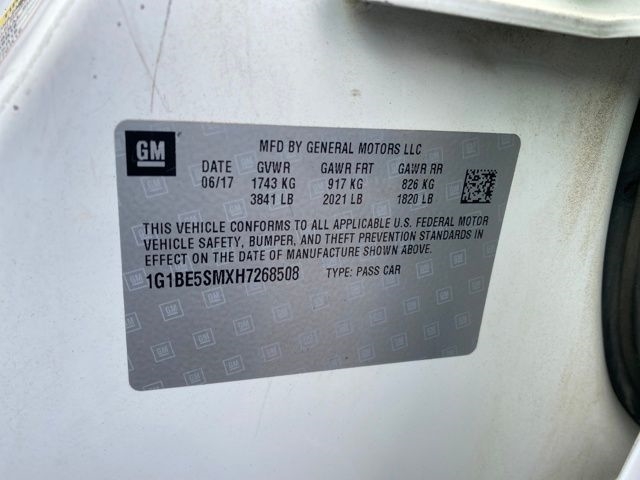 GM
MFD BY GENERAL MOTORS LLC
DATE GVWR GAWR FRT GAWR RR
06/17 1743 KG 917 KG 826 KG
3841 LB 2021 LB 1820 LB
THIS VEHICLE CONFORMS TO ALL APPLICABLE U.S. FEDERAL MOTOR
VEHICLE SAFETY, BUMPER, AND THEFT PREVENTION STANDARDS IN
EFFECT ON THE DATE OF MANUFACTURE SHOWN ABOVE.
1G1BE5SMXH7268508 TYPE: PASS CAR